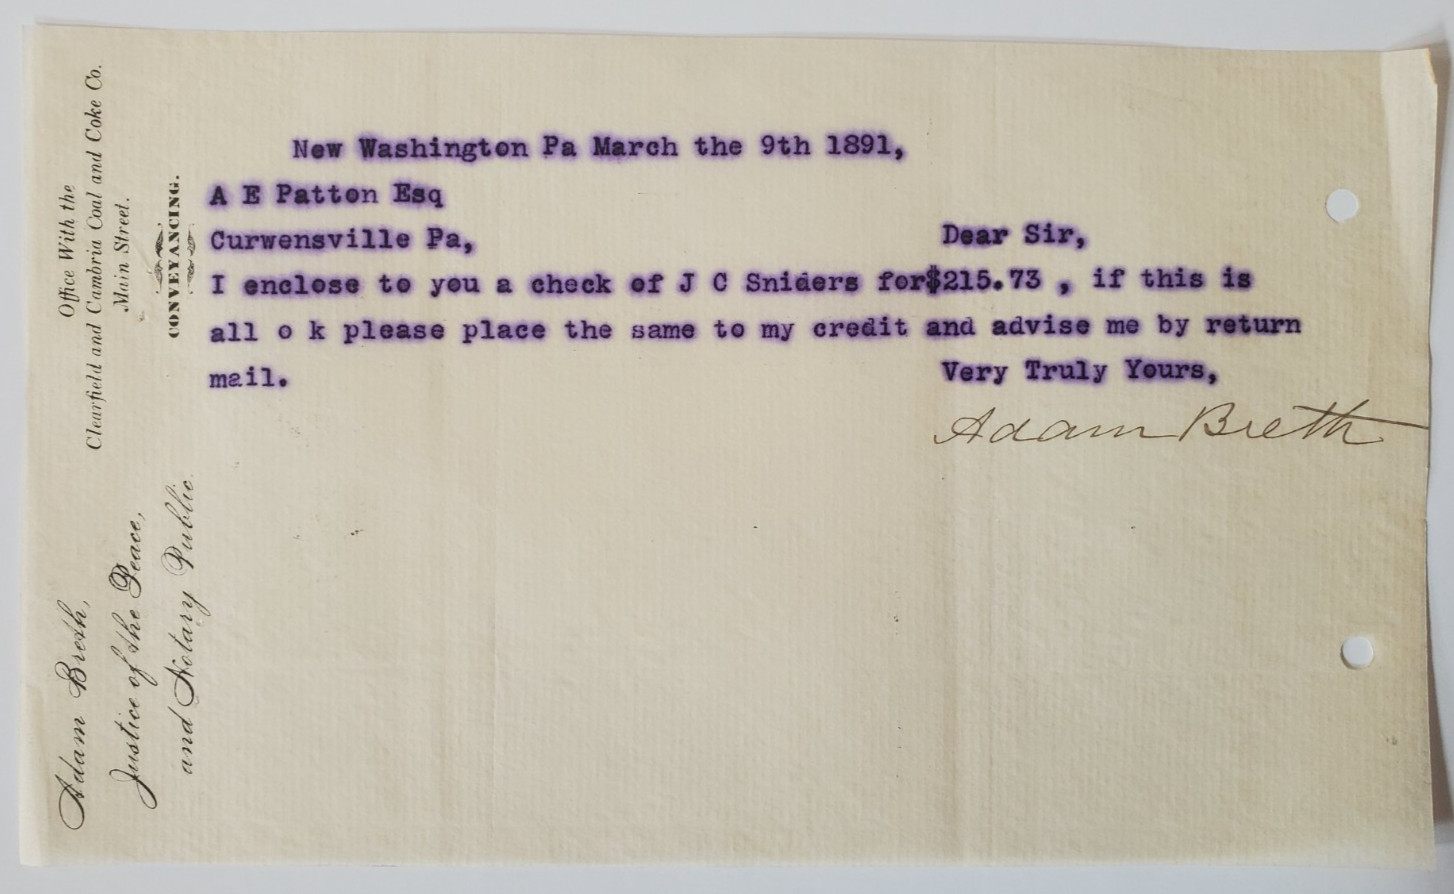 Adam Breth,
Justice of the Peace,
and Notary Public.
Office With the
Clearfield and Cambria Coal and Coke Co.
Main Street.
CONVEYANCING.
New Washington Pa March the 9th 1891,
A E Patton Esq
Curwensville Pa,
Dear Sir,
I enclose to you a check of J C Sniders for$215.73 , if this is
all o k please place the same to my credit and advise me by return
mail.
Very Truly Yours,
Adam Breth